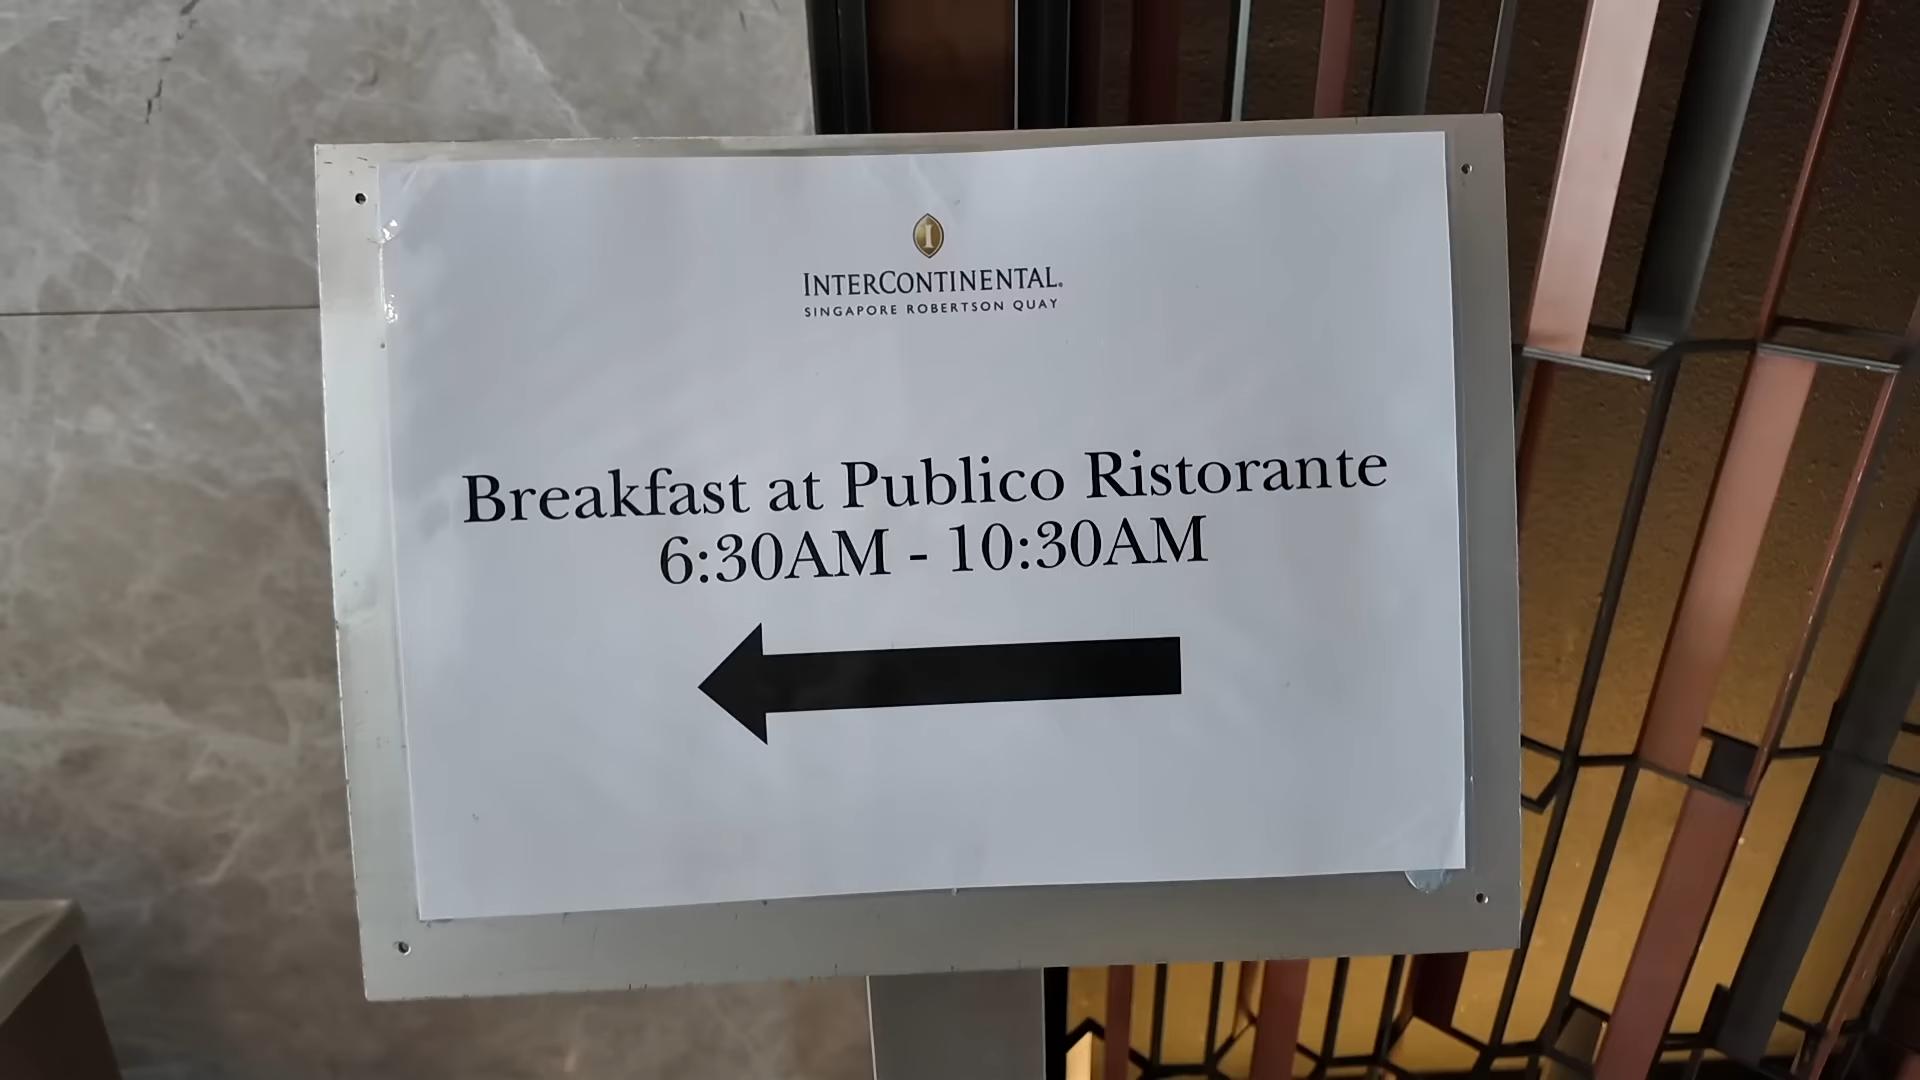 INTERCONTINENTAL®
SINGAPORE ROBERTSON QUAY
Breakfast at Publico Ristorante
6:30AM - 10:30AM